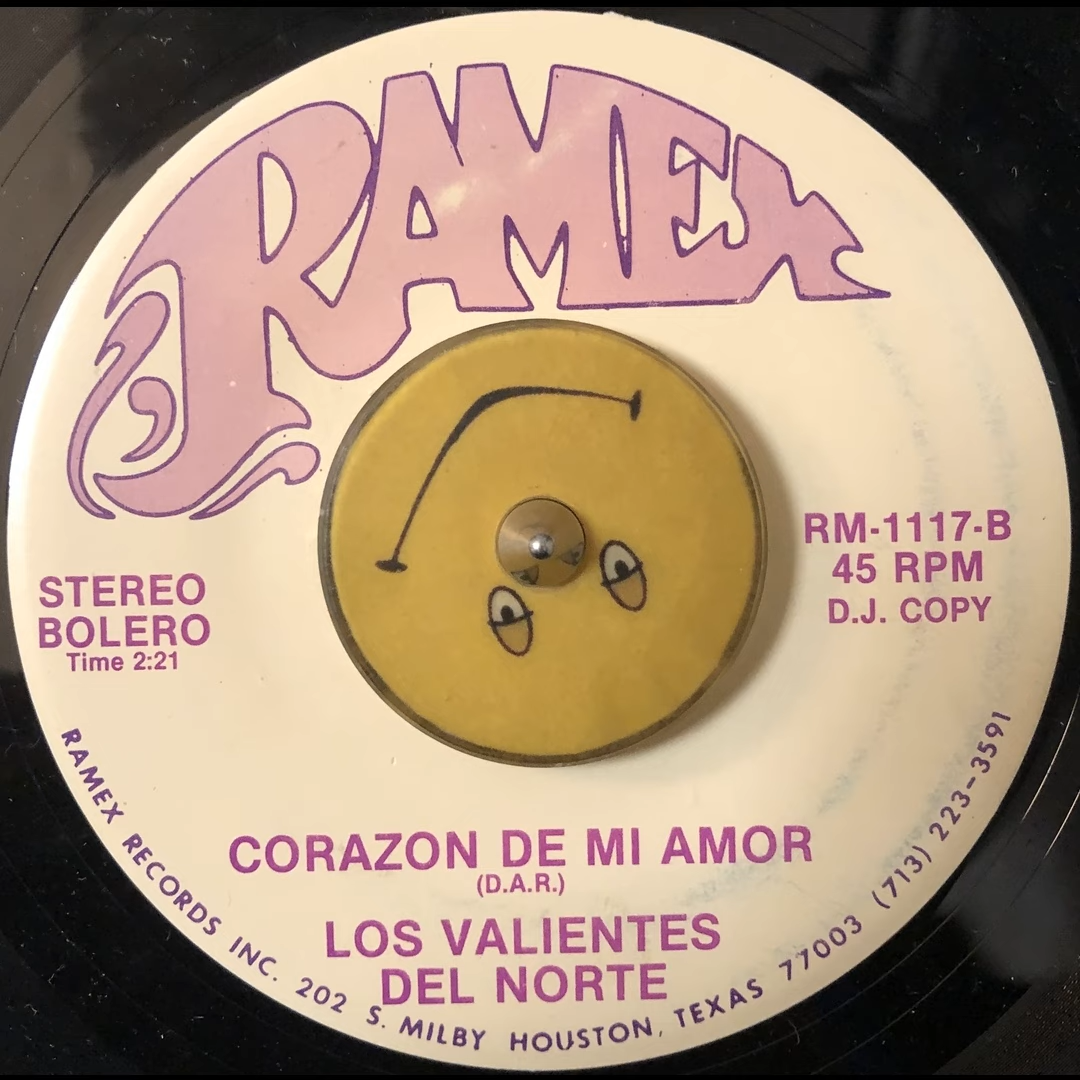 RAMEX
STEREO
BOLERO
Time 2:21
RM-1117-B
45 RPM
D.J. COPY
CORAZON DE MI AMOR
(D.A.R.)
LOS VALIENTES
DEL NORTE
RAMEX RECORDS INC. 202 S. MILBY HOUSTON, TEXAS 77003 (713) 223-3591